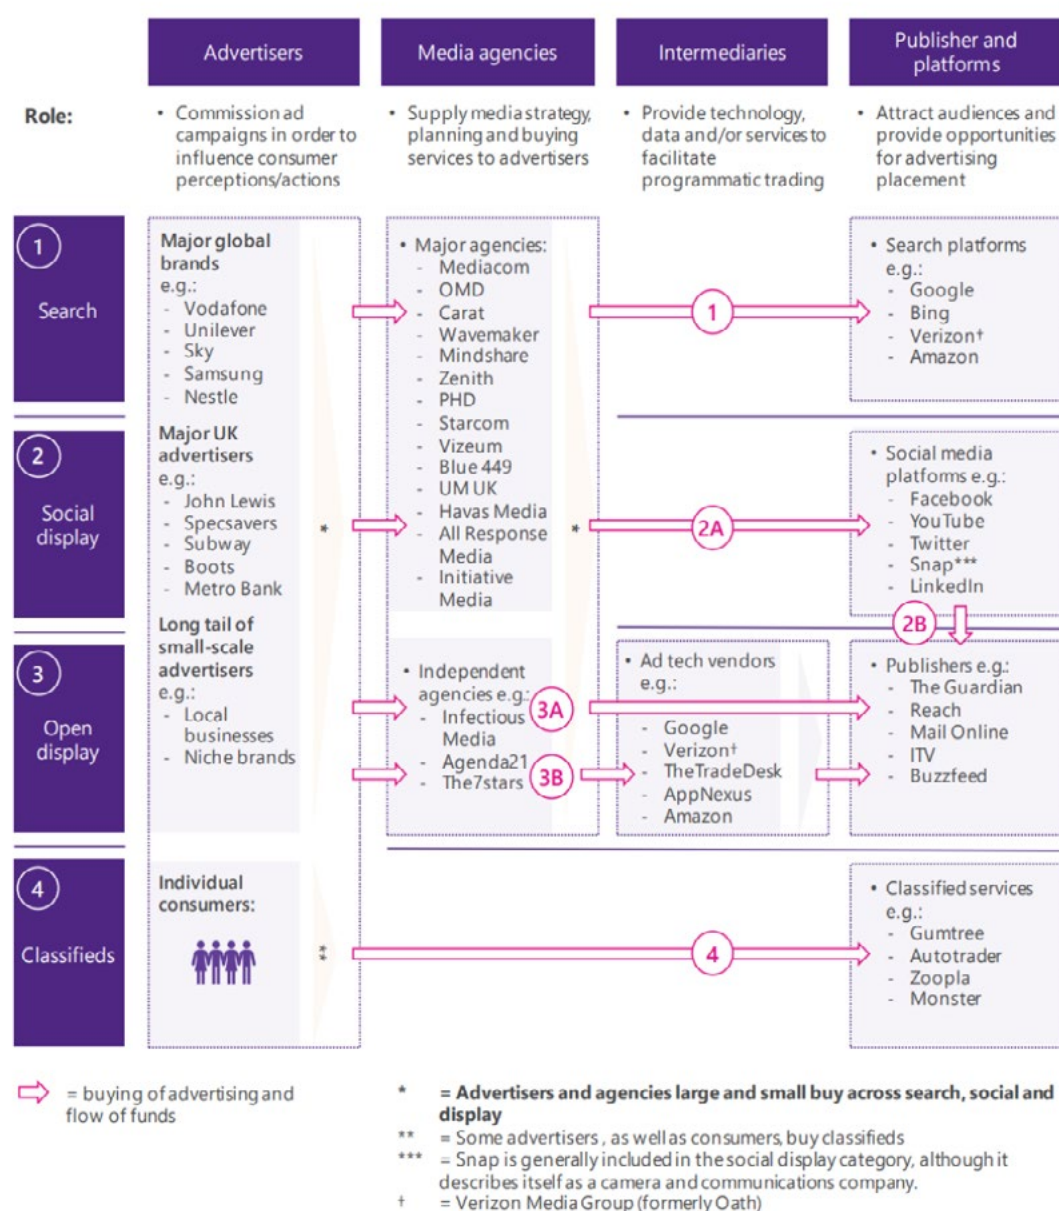 Advertisers
Media agencies
Intermediaries
Publisher and
platforms
Role:
• Commission ad
campaigns in order to
influence consumer
perceptions/actions
• Supply media strategy,
planning and buying
services to advertisers
• Provide technology,
data and/or services to
facilitate
programmatic trading
• Attract audiences and
provide opportunities
for advertising
placement
1
Search
Major global
brands
e.g.:
- Vodafone
- Unilever
- Sky
- Samsung
- Nestle
Major UK
advertisers
e.g.:
- John Lewis
- Specsavers
- Subway
- Boots
- Metro Bank
Long tail of
small-scale
advertisers
e.g.:
- Local
businesses
- Niche brands
*
• Major agencies:
- Mediacom
- OMD
- Carat
- Wavemaker
- Mindshare
- Zenith
- PHD
- Starcom
- Vizeum
- Blue 449
- UM UK
- Havas Media
- All Response
Media
- Initiative
Media
*
1
• Search platforms
e.g.:
- Google
- Bing
- Verizon†
- Amazon
2
Social
display
2A
• Social media
platforms e.g.:
- Facebook
- YouTube
- Twitter
- Snap***
- LinkedIn
2B
3
Open
display
• Independent
agencies e.g.:
- Infectious
Media
- Agenda21
- The7stars
3A
3B
• Ad tech vendors
e.g.:
- Google
- Verizon†
- TheTradeDesk
- AppNexus
- Amazon
• Publishers e.g.:
- The Guardian
- Reach
- Mail Online
- ITV
- Buzzfeed
4
Classifieds
Individual
consumers:
**
4
• Classified services
e.g.:
- Gumtree
- Autotrader
- Zoopla
- Monster
= buying of advertising and
flow of funds
* = Advertisers and agencies large and small buy across search, social and
display
** = Some advertisers , as well as consumers, buy classifieds
*** = Snap is generally included in the social display category, although it
describes itself as a camera and communications company.
† = Verizon Media Group (formerly Oath)